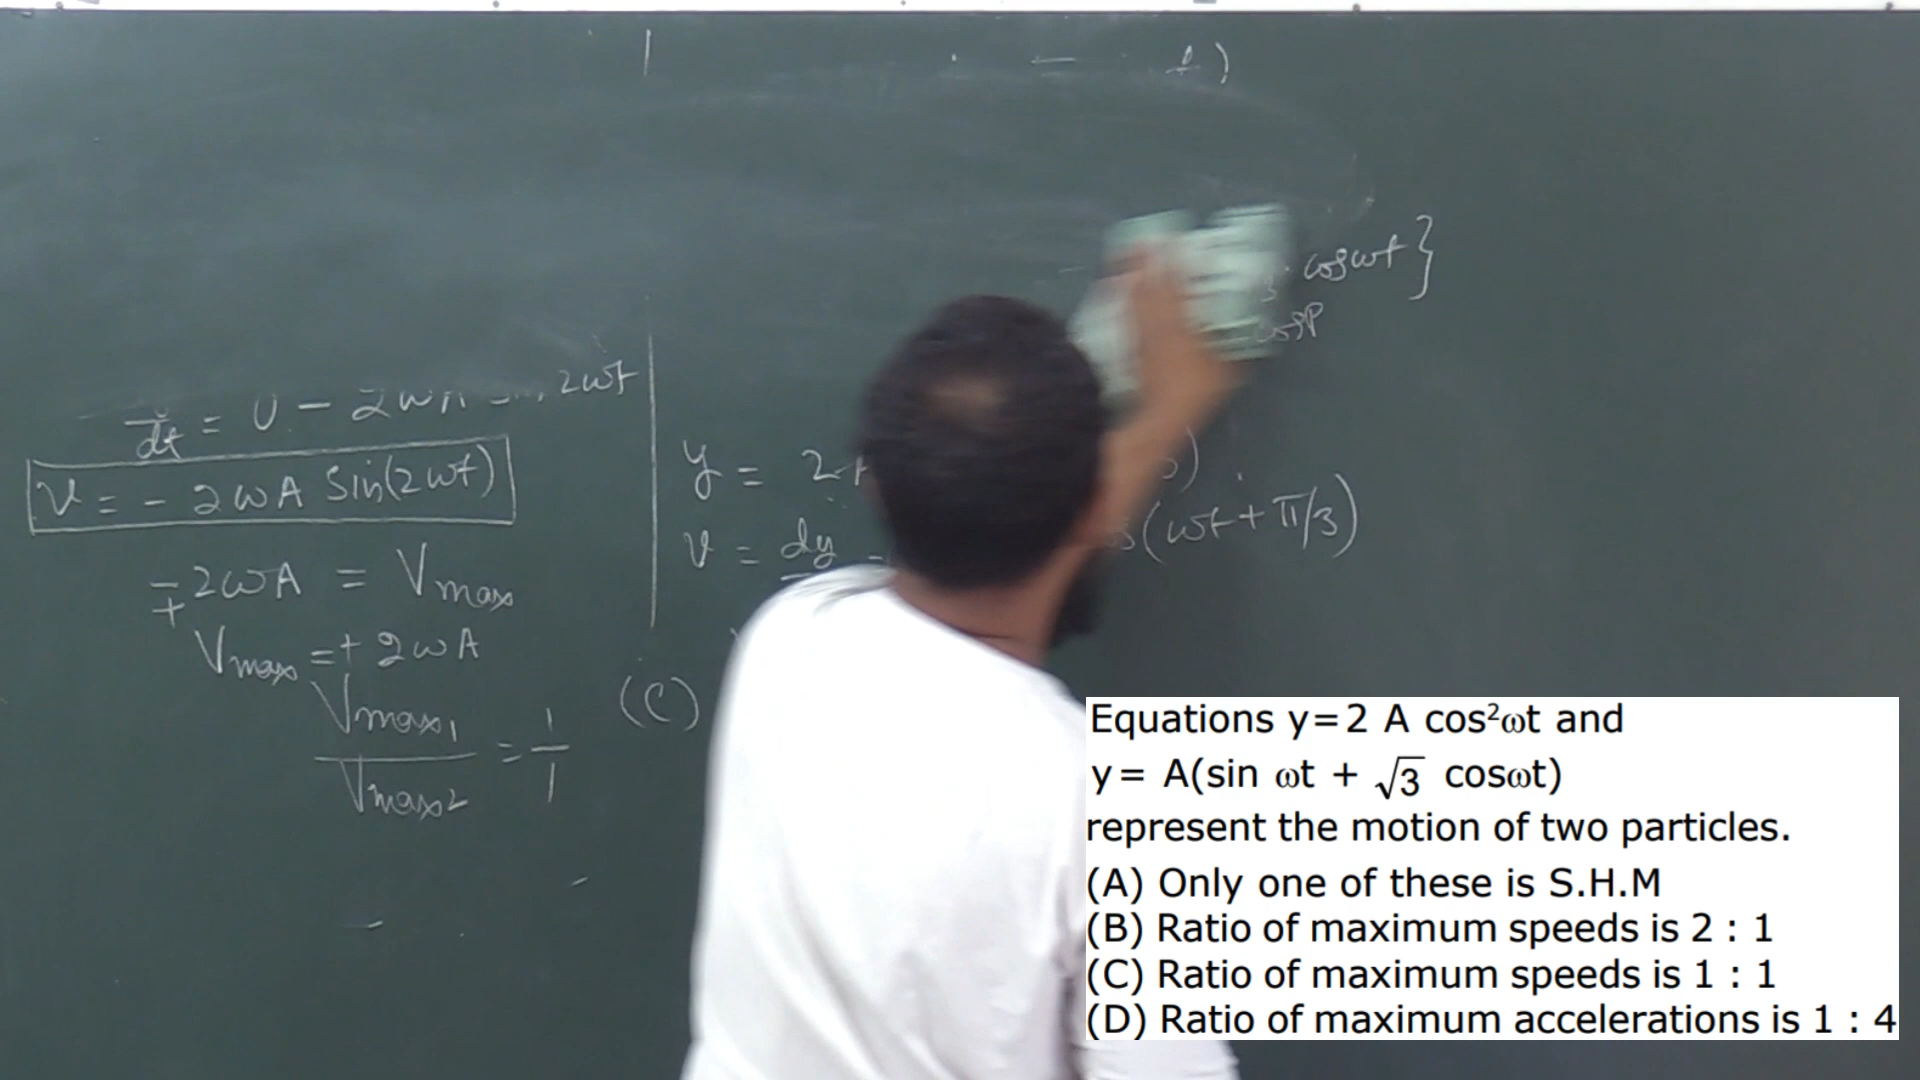 t)
cosωt}
cosφ
dt = 0 - 2ωA 2ωt
v = - 2ωA Sin(2ωt)
∓2ωA = Vmax
Vmax = + 2ωA
Vmax1
Vmax2
= 1
1
y = 2A
v = dy
(ωt + π/3)
(C)
Equations y=2 A cos²ωt and
y= A(sin ωt + √3 cosωt)
represent the motion of two particles.
(A) Only one of these is S.H.M
(B) Ratio of maximum speeds is 2 : 1
(C) Ratio of maximum speeds is 1 : 1
(D) Ratio of maximum accelerations is 1 : 4